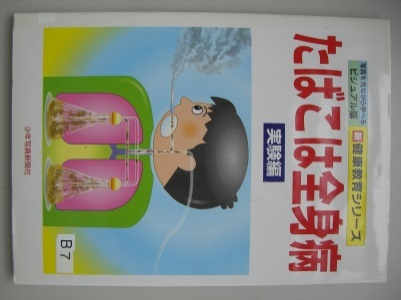 写真を見ながら学べる
ビジュアル版
新 健康教育シリーズ
たばこは全身病
実験編
少年写真新聞社
B7